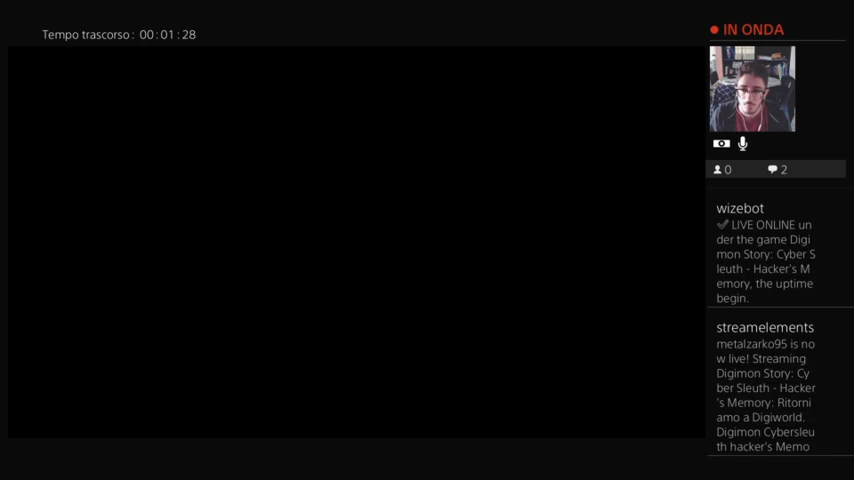 Tempo trascorso: 00:01:28
IN ONDA
0 2
wizebot
✔ LIVE ONLINE un
der the game Digi
mon Story: Cyber S
leuth - Hacker's M
emory, the uptime
begin.
streamelements
metalzarko95 is no
w live! Streaming
Digimon Story: Cy
ber Sleuth - Hacker
's Memory: Ritorni
amo a Digiworld.
Digimon Cybersleu
th hacker's Memo